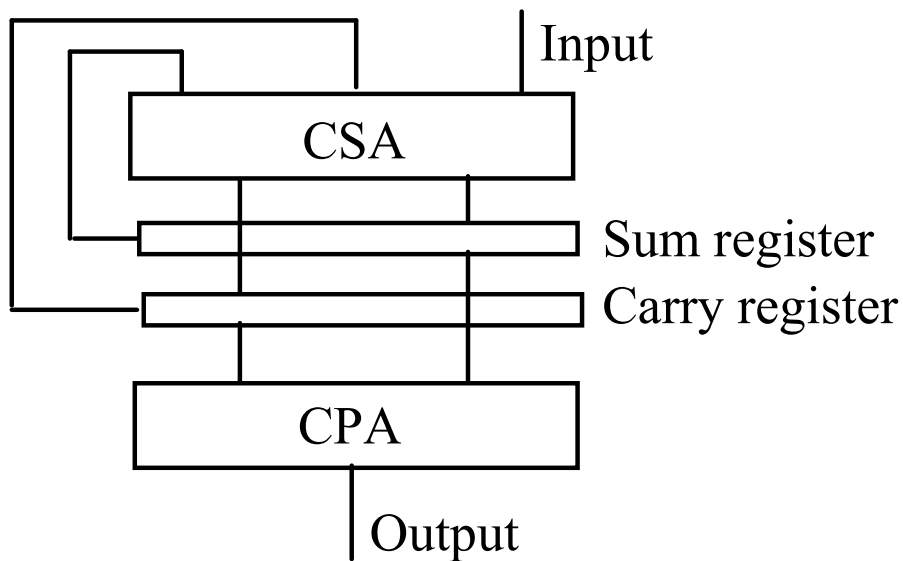 Input
CSA
Sum register
Carry register
CPA
Output